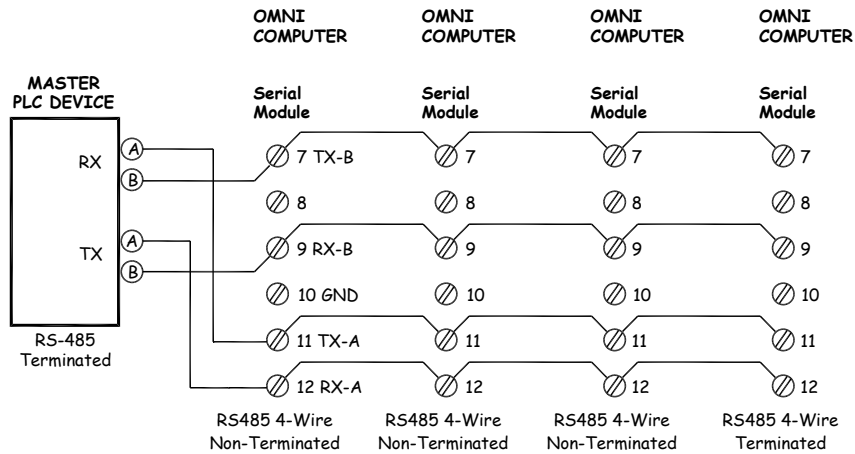 OMNI COMPUTER
OMNI COMPUTER
OMNI COMPUTER
OMNI COMPUTER
MASTER
PLC DEVICE
Serial Module
Serial Module
Serial Module
Serial Module
RX
A
B
TX
A
B
RS-485
Terminated
7 TX-B
7
7
7
8
8
8
8
9 RX-B
9
9
9
10 GND
10
10
10
11 TX-A
11
11
11
12 RX-A
12
12
12
RS485 4-Wire
Non-Terminated
RS485 4-Wire
Non-Terminated
RS485 4-Wire
Non-Terminated
RS485 4-Wire
Terminated